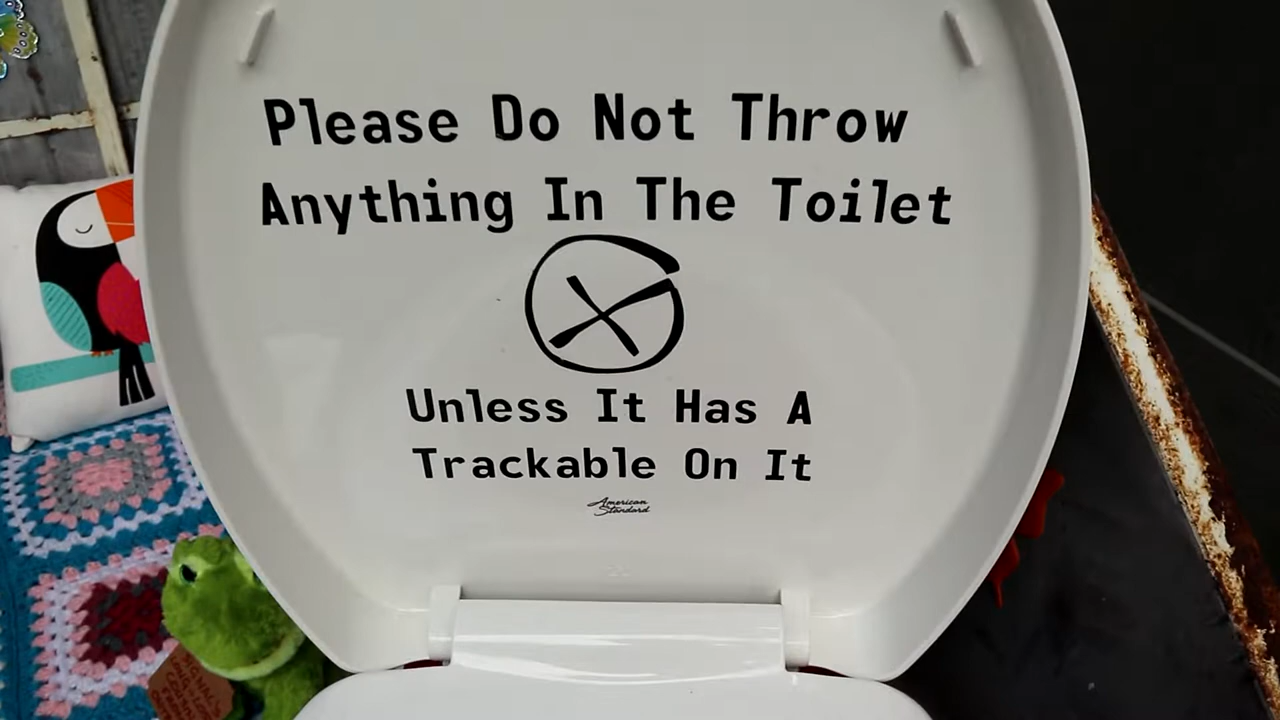 Please Do Not Throw
Anything In The Toilet
Unless It Has A
Trackable On It
American
Standard